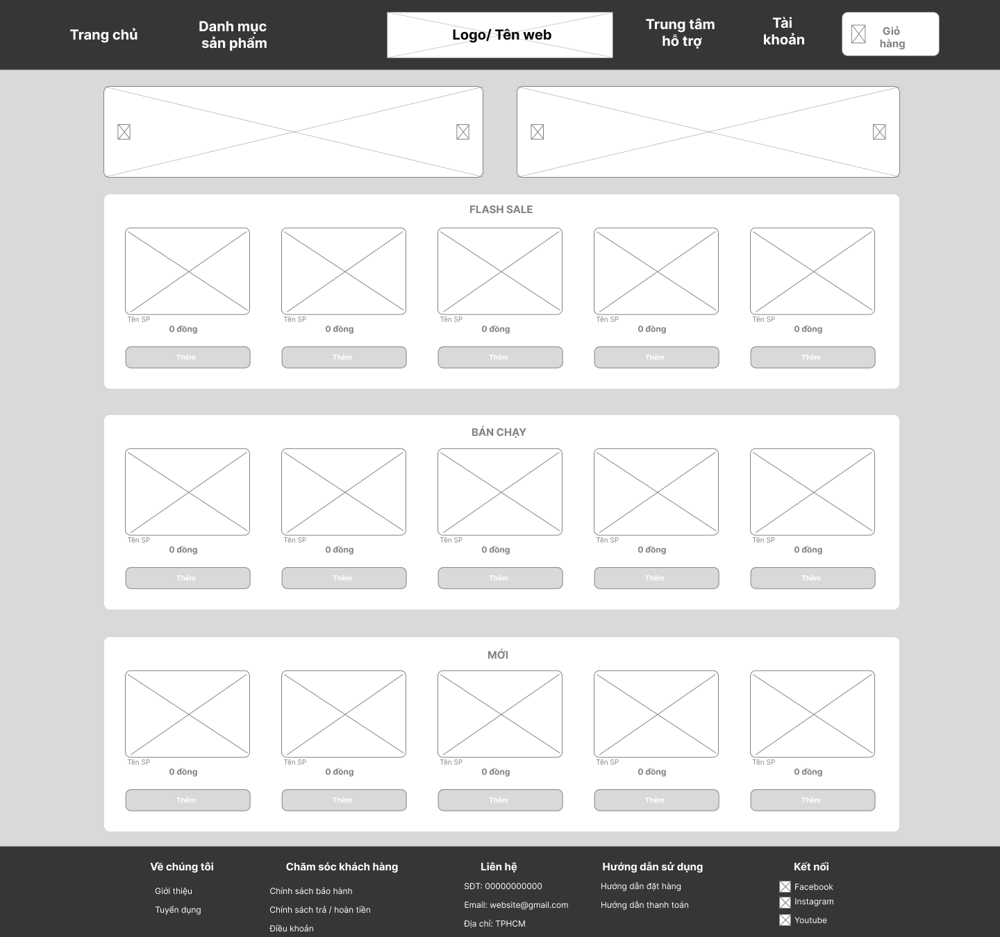 Trang chủ
Danh mục
sản phẩm
Logo/ Tên web
Trung tâm
hỗ trợ
Tài
khoản
Giỏ
hàng
FLASH SALE
Tên SP
0 đồng
Thêm
Tên SP
0 đồng
Thêm
Tên SP
0 đồng
Thêm
Tên SP
0 đồng
Thêm
Tên SP
0 đồng
Thêm
BÁN CHẠY
Tên SP
0 đồng
Thêm
Tên SP
0 đồng
Thêm
Tên SP
0 đồng
Thêm
Tên SP
0 đồng
Thêm
Tên SP
0 đồng
Thêm
MỚI
Tên SP
0 đồng
Thêm
Tên SP
0 đồng
Thêm
Tên SP
0 đồng
Thêm
Tên SP
0 đồng
Thêm
Tên SP
0 đồng
Thêm
Về chúng tôi
Giới thiệu
Tuyển dụng
Chăm sóc khách hàng
Chính sách bảo hành
Chính sách trả / hoàn tiền
Điều khoản
Liên hệ
SĐT: 00000000000
Email: website@gmail.com
Địa chỉ: TPHCM
Hướng dẫn sử dụng
Hướng dẫn đặt hàng
Hướng dẫn thanh toán
Kết nối
Facebook
Instagram
Youtube